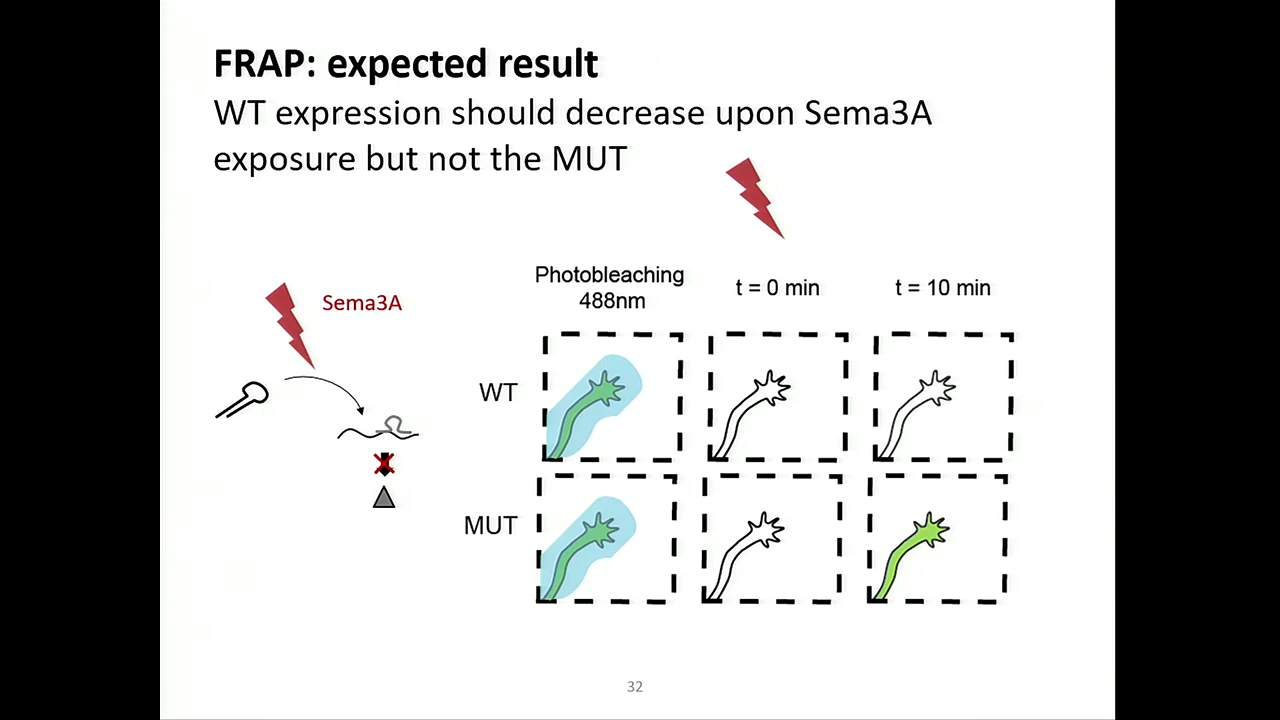 FRAP: expected result
WT expression should decrease upon Sema3A
exposure but not the MUT
Sema3A
Photobleaching
488nm
t = 0 min
t = 10 min
WT
MUT
32